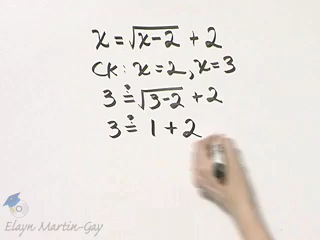 x = √(x-2) + 2
CK: x = 2, x = 3
3 ≟ √(3-2) + 2
3 ≟ 1 + 2
Elayn Martin-Gay